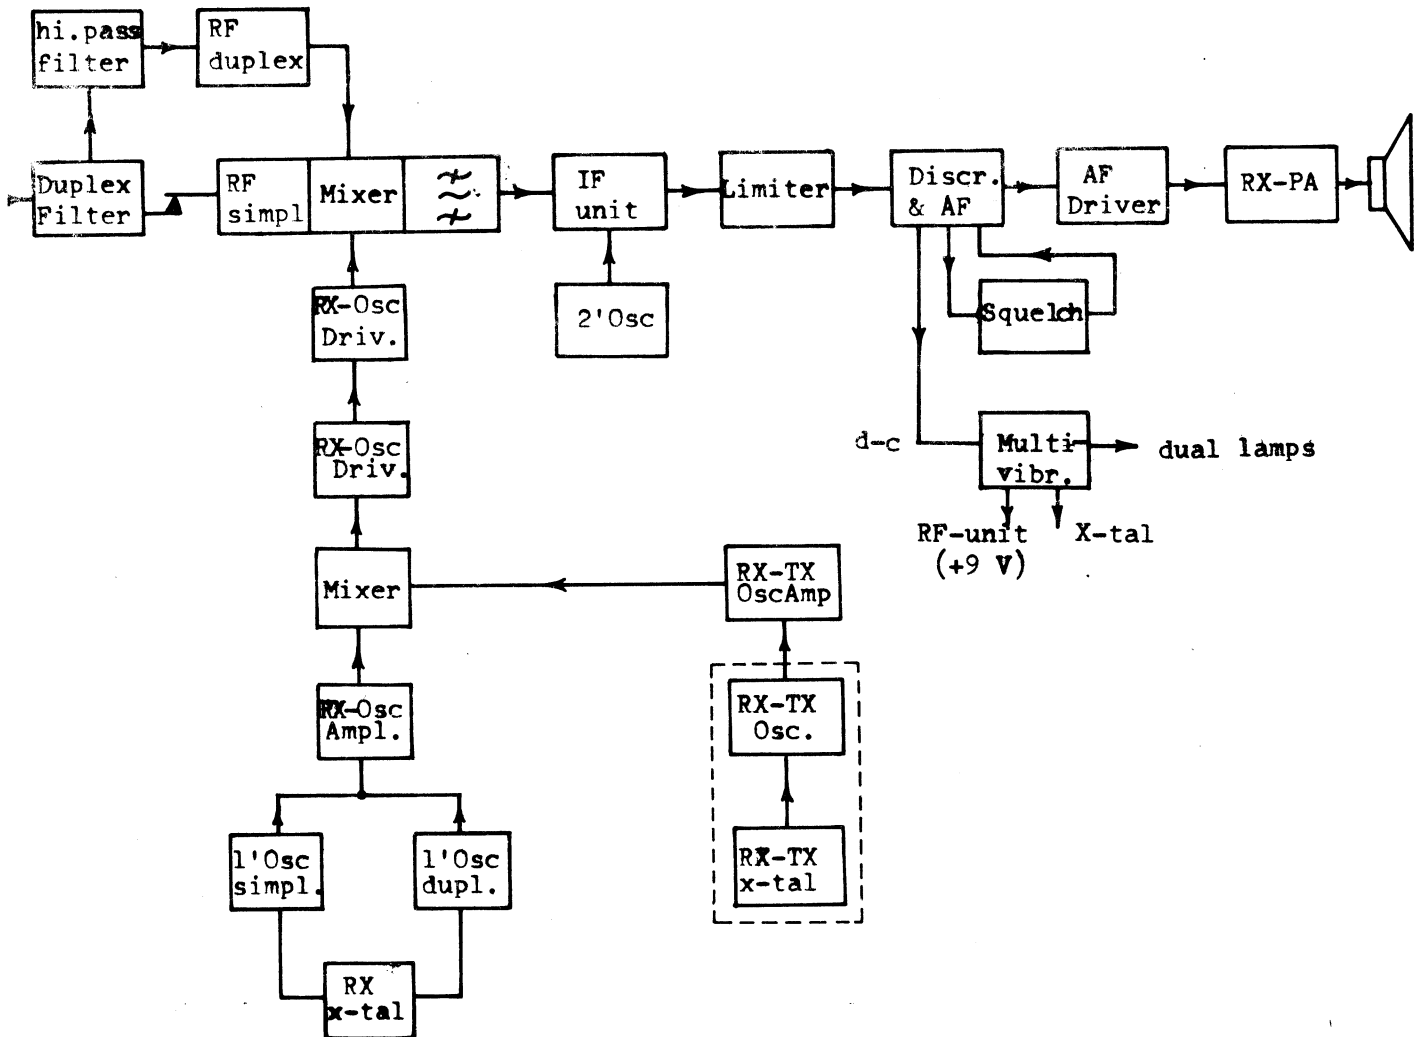 hi.pass
filter
RF
duplex
Duplex
Filter
RF
simpl
Mixer
IF
unit
Limiter
Discr.
& AF
AF
Driver
RX-PA
RX-Osc
Driv.
2'Osc
Squelch
RX-Osc
Driv.
d-c
Multi-
vibr.
dual lamps
RF-unit
(+9 V)
X-tal
Mixer
RX-TX
OscAmp
RX-Osc
Ampl.
RX-TX
Osc.
1'Osc
simpl.
1'Osc
dupl.
RX-TX
x-tal
RX
x-tal